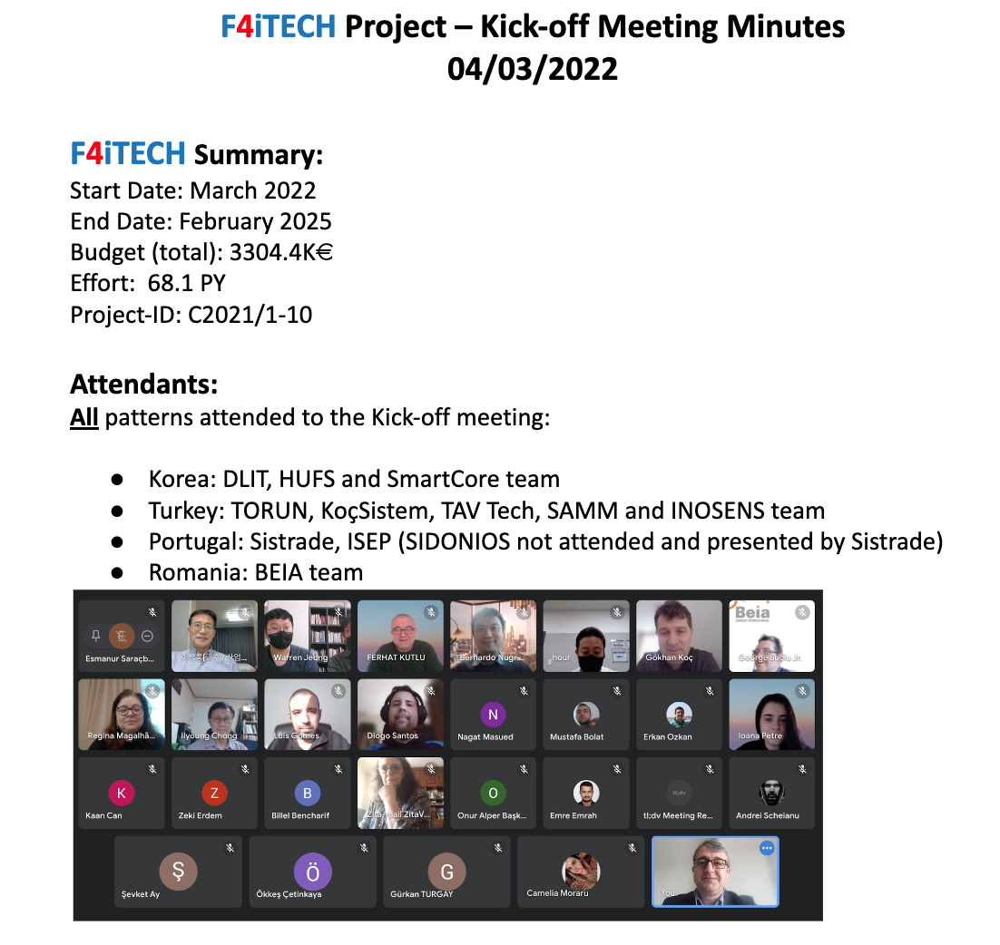 F4iTECH Project – Kick-off Meeting Minutes
04/03/2022
F4iTECH Summary:
Start Date: March 2022
End Date: February 2025
Budget (total): 3304.4K€
Effort: 68.1 PY
Project-ID: C2021/1-10
Attendants:
All patterns attended to the Kick-off meeting:
● Korea: DLIT, HUFS and SmartCore team
● Turkey: TORUN, KoçSistem, TAV Tech, SAMM and INOSENS team
● Portugal: Sistrade, ISEP (SIDONIOS not attended and presented by Sistrade)
● Romania: BEIA team
Beia
Esmanur Saraçb...
Warren Jeong
FERHAT KUTLU
Bernardo Nugr...
hour
Gökhan Koç
George Suciu Jr.
Regina Magalhã...
Ilyoung Chong
Luis Gomes
Diogo Santos
N
Nagat Masued
Mustafa Bolat
Erkan Ozkan
Ioana Petre
K
Kaan Can
Z
Zeki Erdem
B
Billel Bencharif
Zita-mall ZitaV...
O
Onur Alper Başk...
Emre Emrah
tl;dv
tl;dv Meeting Re...
Andrei Scheianu
Ş
Şevket Ay
Ö
Ökkeş Çetinkaya
G
Gürkan TURGAY
Camelia Moraru
You